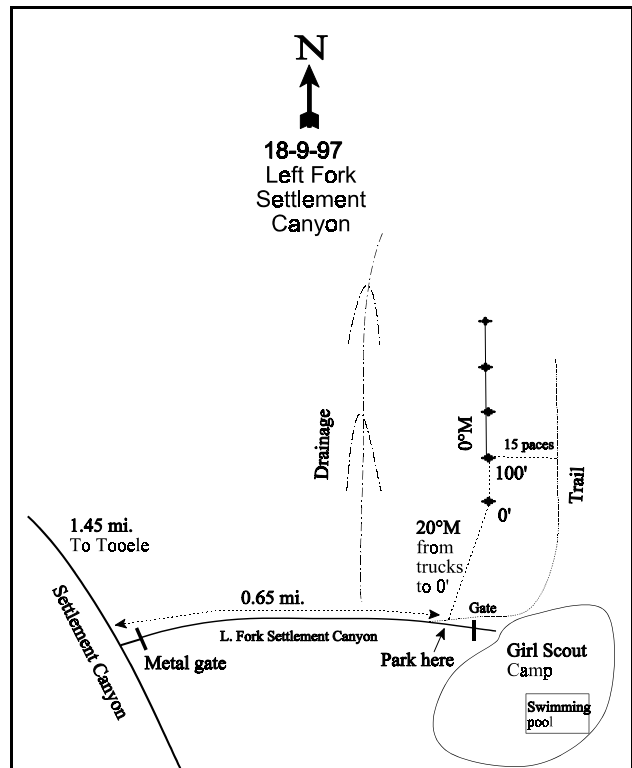 N
18-9-97
Left Fork
Settlement
Canyon
Drainage
0°M
15 paces
100'
Trail
0'
1.45 mi.
To Tooele
20°M
from
trucks
to 0'
0.65 mi.
Gate
Settlement Canyon
L. Fork Settlement Canyon
Metal gate
Park here
Girl Scout
Camp
Swimming
pool